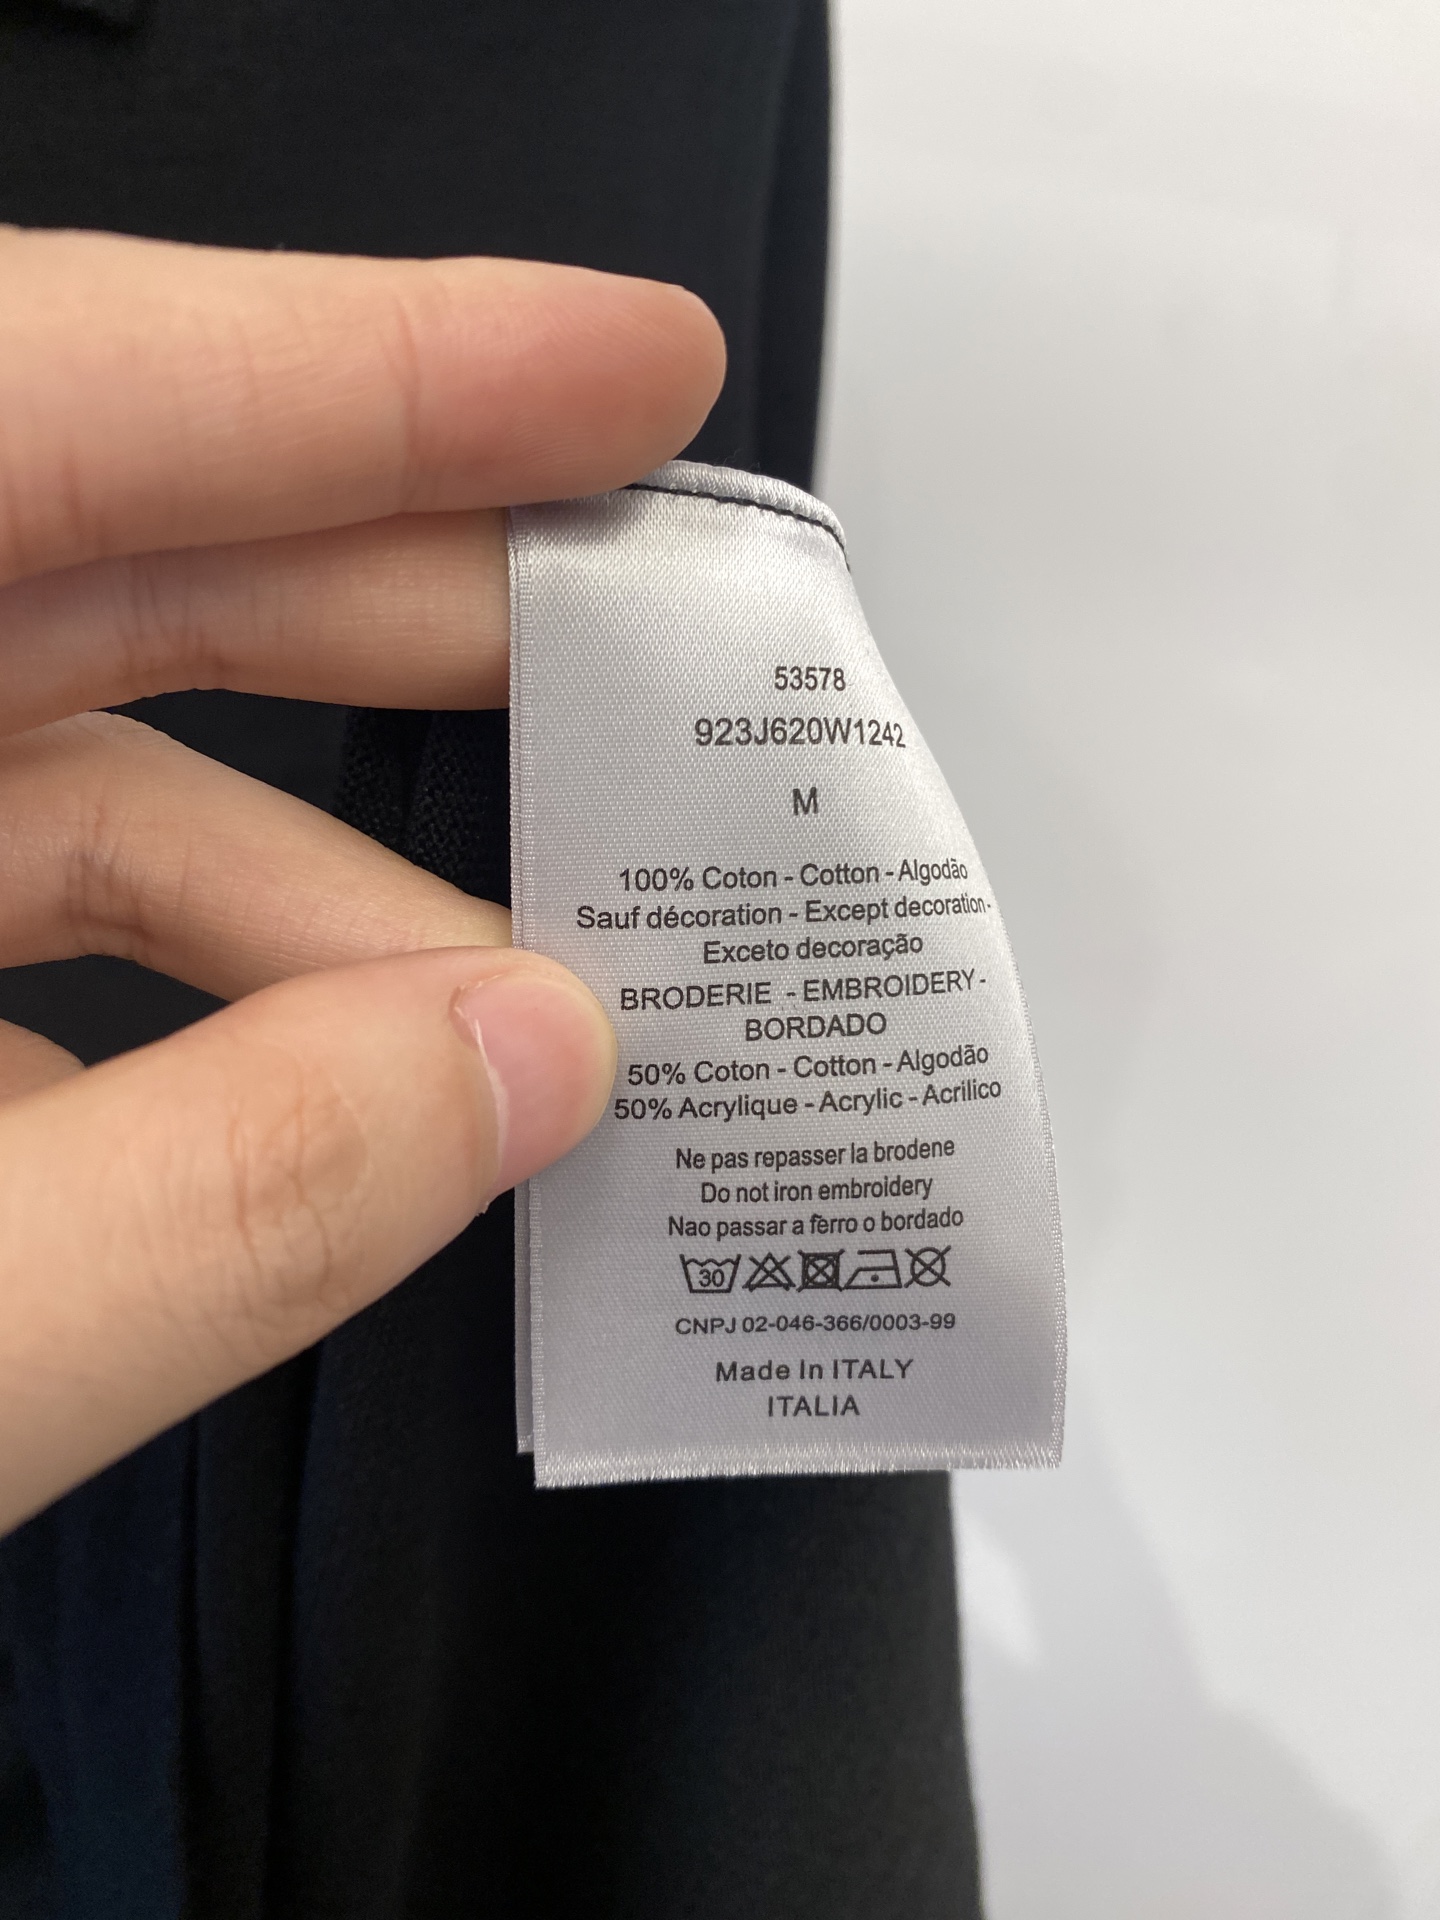 53578
923J620W1242
M
100% Coton - Cotton - Algodão
Sauf décoration - Except decoration-
Exceto decoração
BRODERIE - EMBROIDERY-
BORDADO
50% Coton - Cotton - Algodão
50% Acrylique - Acrylic - Acrilico
Ne pas repasser la brodene
Do not iron embroidery
Nao passar a fèrro o bordado
30
CNPJ 02-046-366/0003-99
Made In ITALY
ITALIA